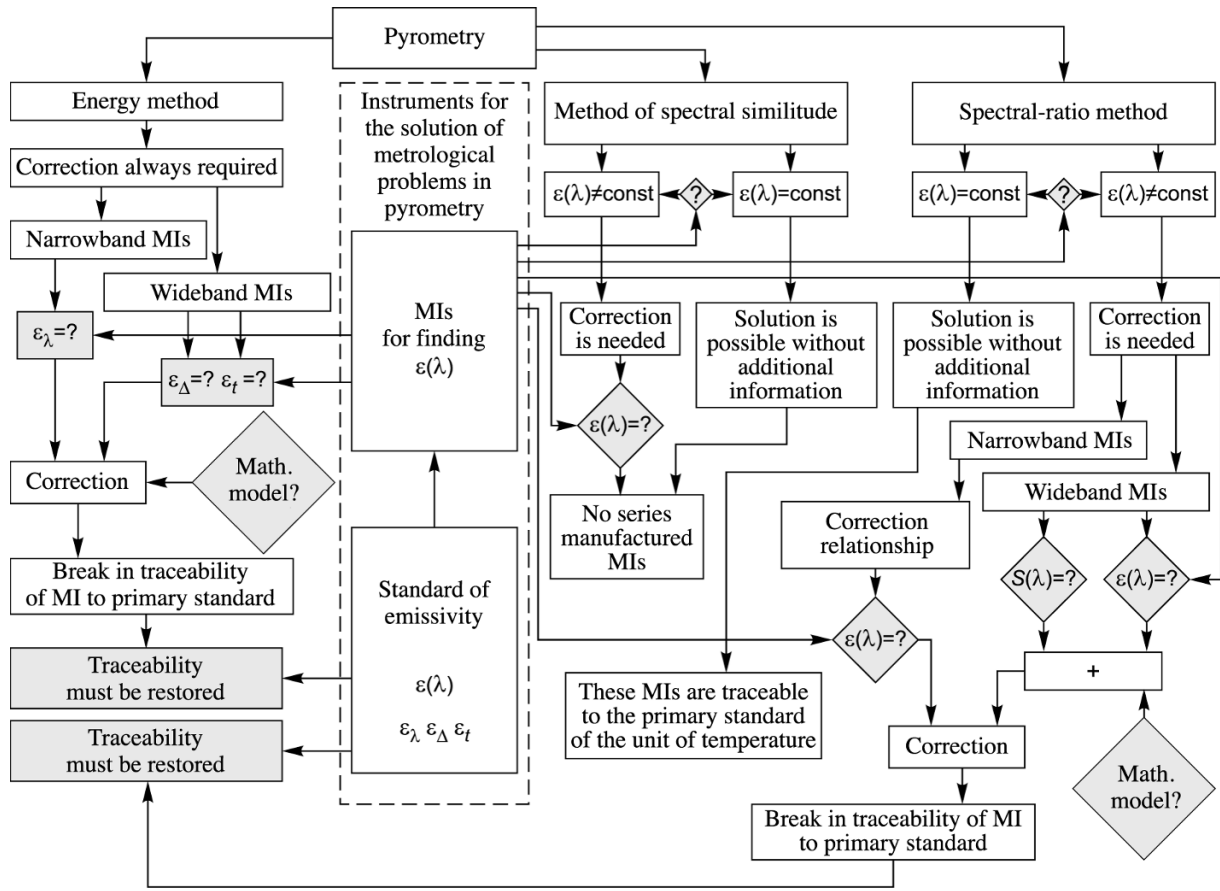 Pyrometry
Energy method
Correction always required
Narrowband MIs
Wideband MIs
ελ=?
εΔ=? εt =?
Correction
Math.
model?
Break in traceability
of MI to primary standard
Traceability
must be restored
Traceability
must be restored
Instruments for
the solution of
metrological
problems in
pyrometry
MIs
for finding
ε(λ)
Standard of
emissivity
ε(λ)
ελ εΔ εt
Method of spectral similitude
ε(λ)≠const
?
ε(λ)=const
Correction
is needed
Solution is
possible without
additional
information
ε(λ)=?
No series
manufactured
MIs
Spectral-ratio method
ε(λ)=const
?
ε(λ)≠const
Solution is
possible without
additional
information
Correction
is needed
Narrowband MIs
Wideband MIs
Correction
relationship
S(λ)=?
ε(λ)=?
ε(λ)=?
+
These MIs are traceable
to the primary standard
of the unit of temperature
Correction
Math.
model?
Break in traceability of MI
to primary standard